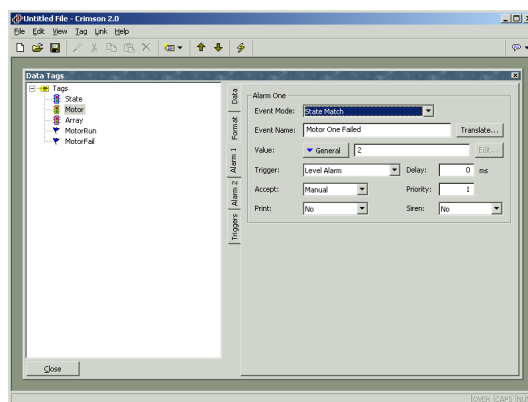 Untitled File - Crimson 2.0
File Edit View Tag Link Help
Data Tags
Tags
State
Motor
Array
MotorRun
MotorFail
Data
Format
Alarm 1
Alarm 2
Triggers
Alarm One
Event Mode: State Match
Event Name: Motor One Failed Translate...
Value: General 2 Edit...
Trigger: Level Alarm Delay: 0 ms
Accept: Manual Priority: 1
Print: No Siren: No
Close
OVER CAPS NUM